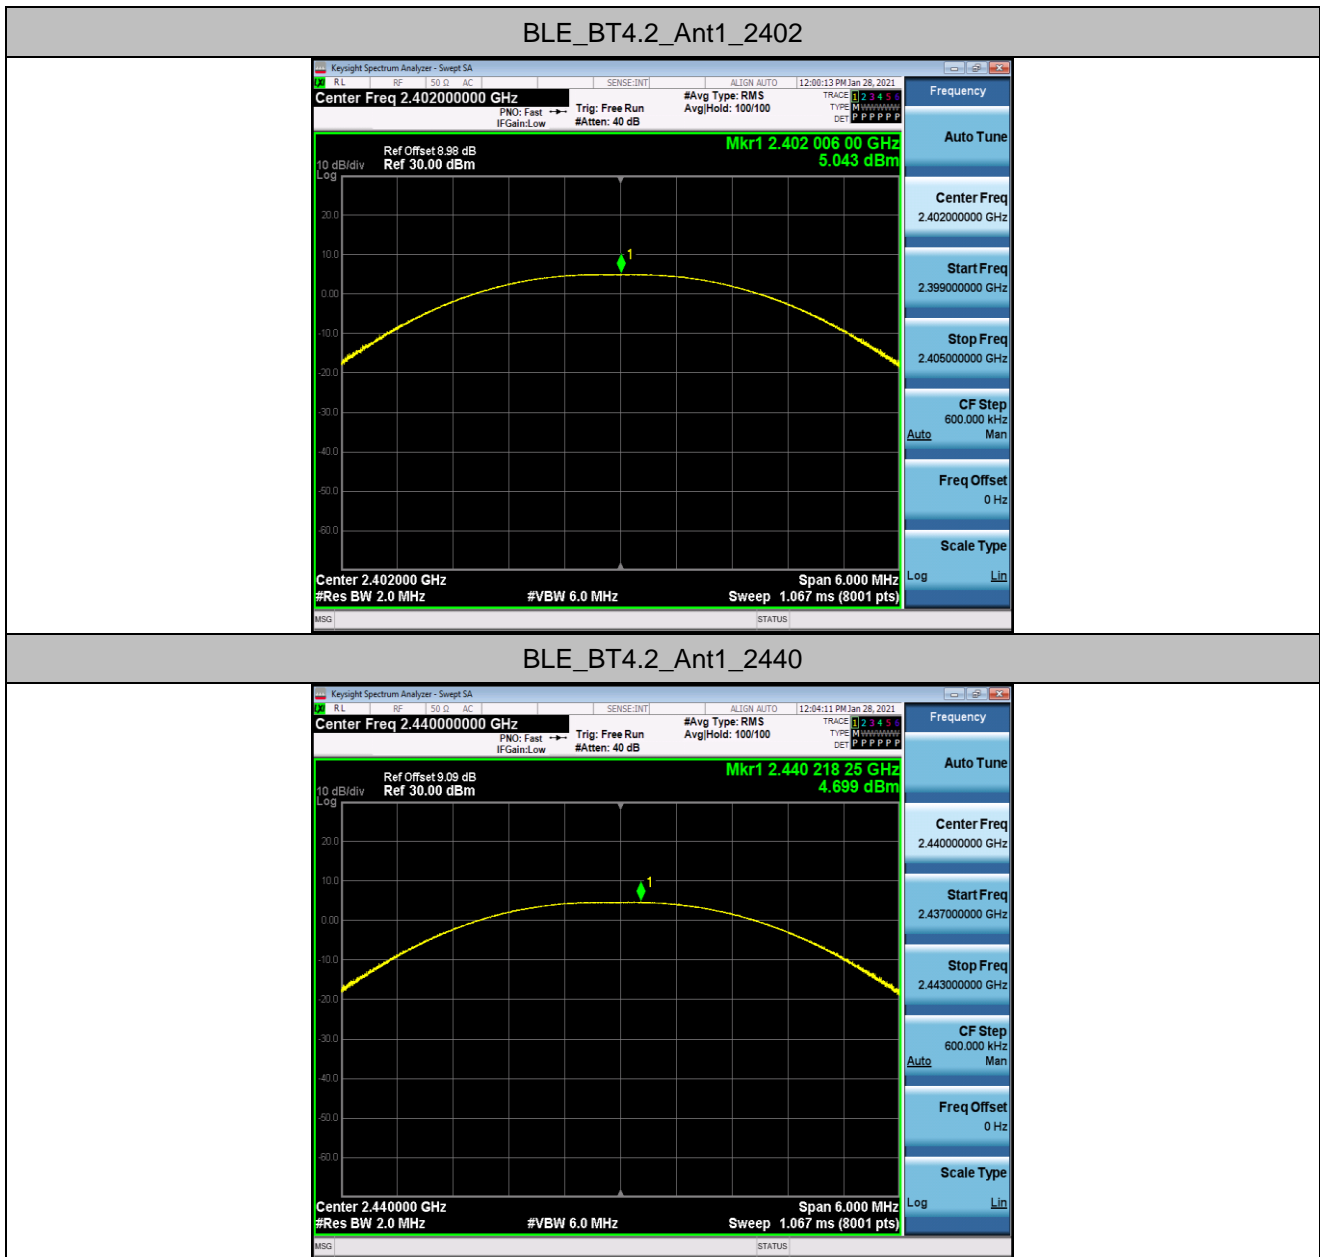 BLE_BT4.2_Ant1_2402
Keysight Spectrum Analyzer - Swept SA
RL RF 50 Ω AC SENSE:INT ALIGN AUTO 12:00:13 PM Jan 28, 2021
Center Freq 2.402000000 GHz #Avg Type: RMS TRACE 1 2 3 4 5 6
PNO: Fast Trig: Free Run Avg|Hold: 100/100 TYPE M W W W W W
IFGain:Low #Atten: 40 dB DET P P P P P P
Frequency
Auto Tune
Mkr1 2.402 006 00 GHz
Ref Offset 8.98 dB 5.043 dBm
10 dB/div Ref 30.00 dBm
Log
20.0
10.0
0.00
-10.0
-20.0
-30.0
-40.0
-50.0
-60.0
1
Center Freq
2.402000000 GHz
Start Freq
2.399000000 GHz
Stop Freq
2.405000000 GHz
CF Step
600.000 kHz
Auto Man
Freq Offset
0 Hz
Scale Type
Log Lin
Center 2.402000 GHz Span 6.000 MHz
#Res BW 2.0 MHz #VBW 6.0 MHz Sweep 1.067 ms (8001 pts)
MSG STATUS
BLE_BT4.2_Ant1_2440
Keysight Spectrum Analyzer - Swept SA
RL RF 50 Ω AC SENSE:INT ALIGN AUTO 12:04:11 PM Jan 28, 2021
Center Freq 2.440000000 GHz #Avg Type: RMS TRACE 1 2 3 4 5 6
PNO: Fast Trig: Free Run Avg|Hold: 100/100 TYPE M W W W W W
IFGain:Low #Atten: 40 dB DET P P P P P P
Frequency
Auto Tune
Mkr1 2.440 218 25 GHz
Ref Offset 9.09 dB 4.699 dBm
10 dB/div Ref 30.00 dBm
Log
20.0
10.0
0.00
-10.0
-20.0
-30.0
-40.0
-50.0
-60.0
1
Center Freq
2.440000000 GHz
Start Freq
2.437000000 GHz
Stop Freq
2.443000000 GHz
CF Step
600.000 kHz
Auto Man
Freq Offset
0 Hz
Scale Type
Log Lin
Center 2.440000 GHz Span 6.000 MHz
#Res BW 2.0 MHz #VBW 6.0 MHz Sweep 1.067 ms (8001 pts)
MSG STATUS